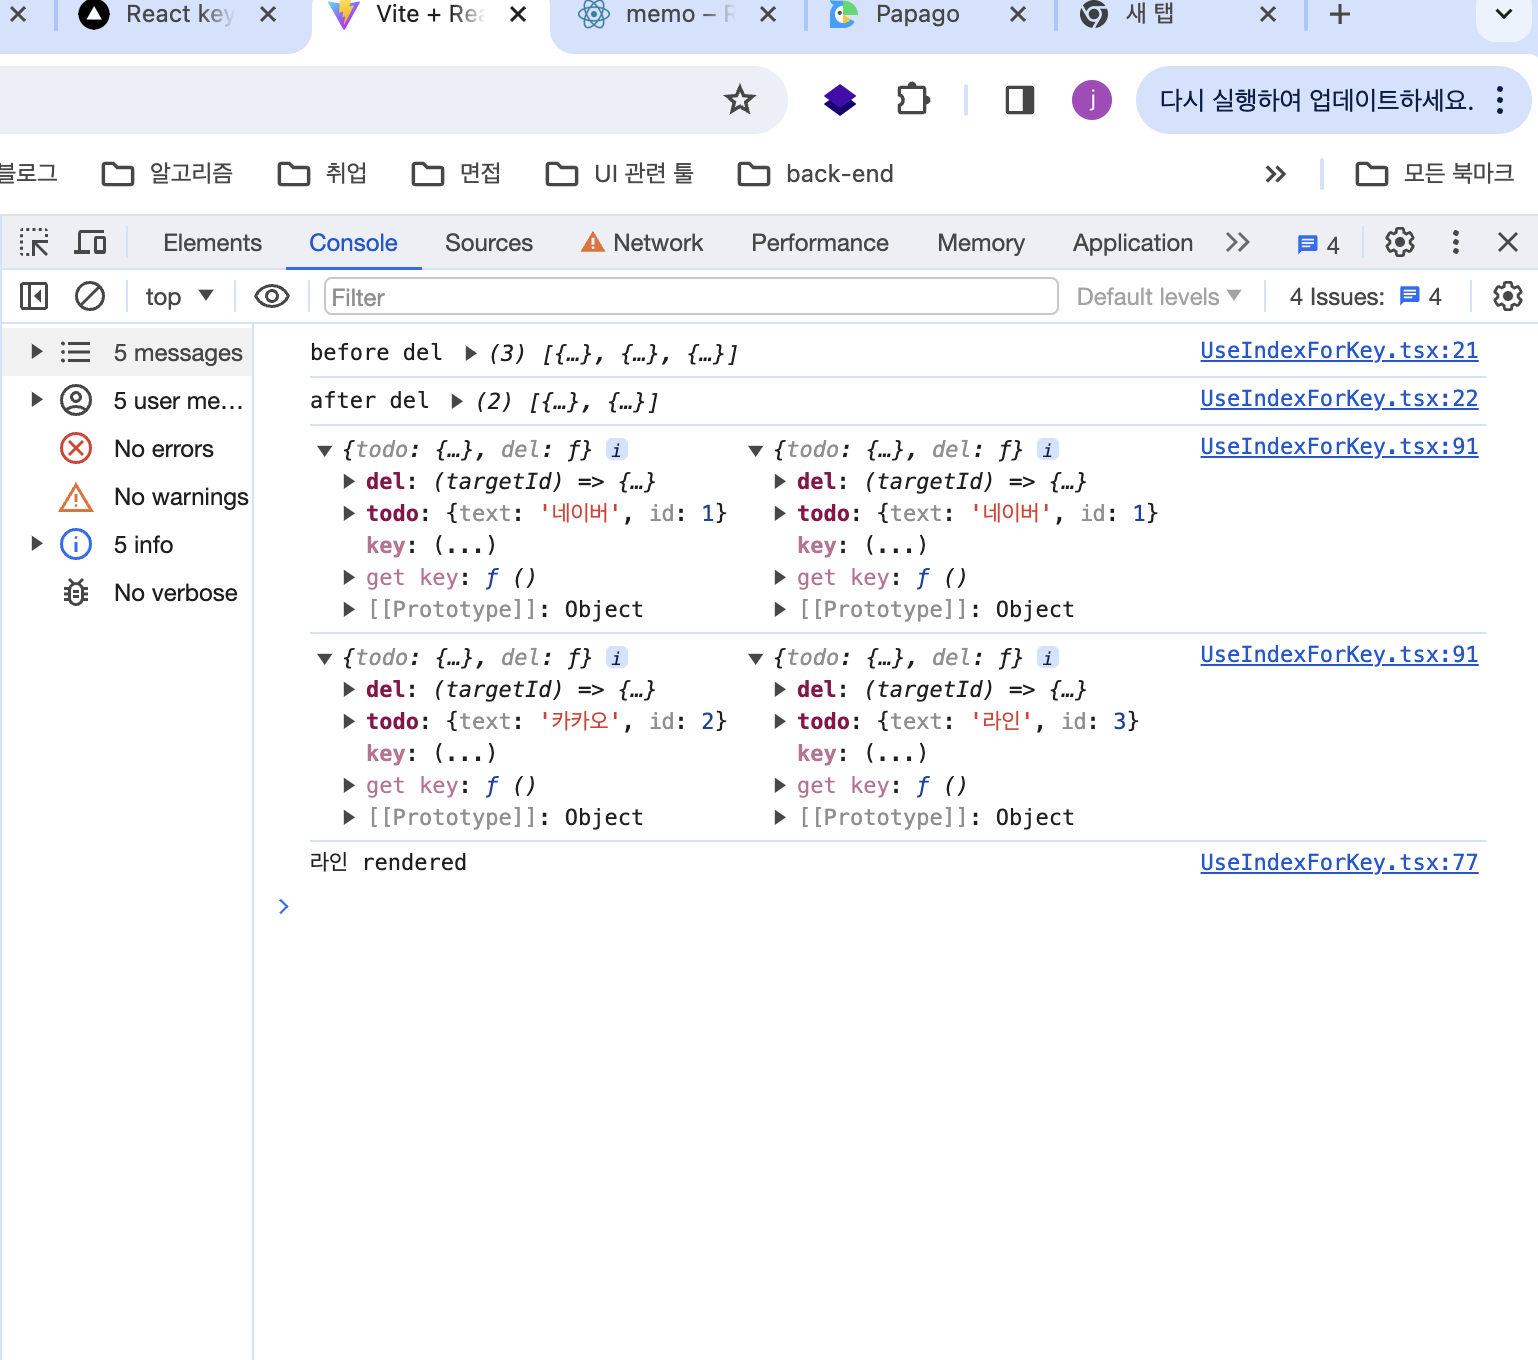 React key
Vite + Rea
memo – R
Papago
새 탭
j
다시 실행하여 업데이트하세요.
블로그
알고리즘
취업
면접
UI 관련 툴
back-end
모든 북마크
Elements
Console
Sources
Network
Performance
Memory
Application
4
top
Filter
Default levels
4 Issues: 4
5 messages
5 user me…
No errors
No warnings
5 info
No verbose
before del ▶ (3) [{…}, {…}, {…}] UseIndexForKey.tsx:21
after del ▶ (2) [{…}, {…}] UseIndexForKey.tsx:22
▼ {todo: {…}, del: ƒ} i ▼ {todo: {…}, del: ƒ} i UseIndexForKey.tsx:91
▶ del: (targetId) => {…} ▶ del: (targetId) => {…}
▶ todo: {text: '네이버', id: 1} ▶ todo: {text: '네이버', id: 1}
key: (...) key: (...)
▶ get key: ƒ () ▶ get key: ƒ ()
▶ [[Prototype]]: Object ▶ [[Prototype]]: Object
▼ {todo: {…}, del: ƒ} i ▼ {todo: {…}, del: ƒ} i UseIndexForKey.tsx:91
▶ del: (targetId) => {…} ▶ del: (targetId) => {…}
▶ todo: {text: '카카오', id: 2} ▶ todo: {text: '라인', id: 3}
key: (...) key: (...)
▶ get key: ƒ () ▶ get key: ƒ ()
▶ [[Prototype]]: Object ▶ [[Prototype]]: Object
라인 rendered UseIndexForKey.tsx:77